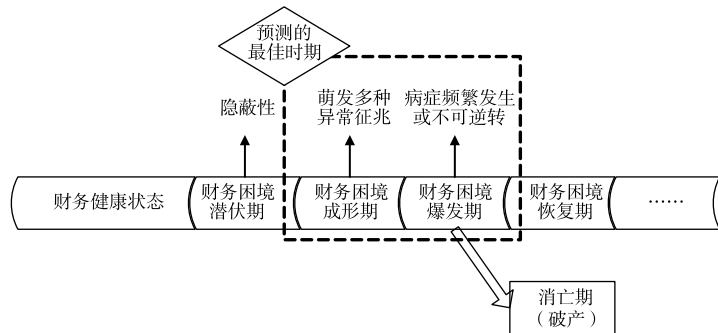 预测的
最佳时期
隐蔽性
萌发多种
异常征兆
病症频繁发生
或不可逆转
财务健康状态
财务困境
潜伏期
财务困境
成形期
财务困境
爆发期
财务困境
恢复期
……
消亡期
（破产）